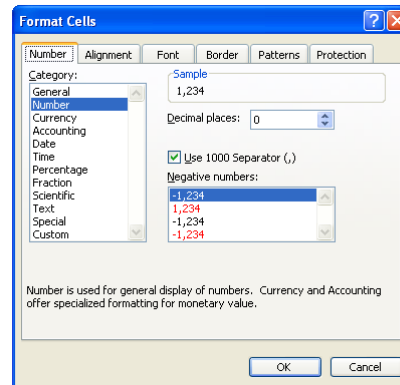 Format Cells
Number Alignment Font Border Patterns Protection
Category:
General
Number
Currency
Accounting
Date
Time
Percentage
Fraction
Scientific
Text
Special
Custom
Sample
1,234
Decimal places: 0
Use 1000 Separator (,)
Negative numbers:
-1,234
1,234
-1,234
-1,234
Number is used for general display of numbers. Currency and Accounting
offer specialized formatting for monetary value.
OK Cancel